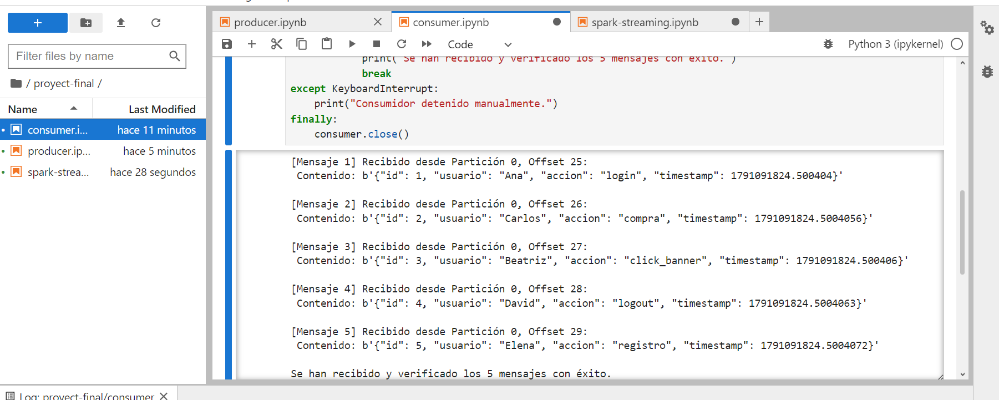 producer.ipynb
consumer.ipynb
spark-streaming.ipynb
Code
Python 3 (ipykernel)
Filter files by name
/ proyect-final /
Name
Last Modified
consumer.i...
hace 11 minutos
producer.ip...
hace 5 minutos
spark-strea...
hace 28 segundos
print("Se han recibido y verificado los 5 mensajes con éxito.")
break
except KeyboardInterrupt:
print("Consumidor detenido manualmente.")
finally:
consumer.close()
[Mensaje 1] Recibido desde Partición 0, Offset 25:
Contenido: b'{"id": 1, "usuario": "Ana", "accion": "login", "timestamp": 1791091824.500404}'
[Mensaje 2] Recibido desde Partición 0, Offset 26:
Contenido: b'{"id": 2, "usuario": "Carlos", "accion": "compra", "timestamp": 1791091824.5004056}'
[Mensaje 3] Recibido desde Partición 0, Offset 27:
Contenido: b'{"id": 3, "usuario": "Beatriz", "accion": "click_banner", "timestamp": 1791091824.500406}'
[Mensaje 4] Recibido desde Partición 0, Offset 28:
Contenido: b'{"id": 4, "usuario": "David", "accion": "logout", "timestamp": 1791091824.5004063}'
[Mensaje 5] Recibido desde Partición 0, Offset 29:
Contenido: b'{"id": 5, "usuario": "Elena", "accion": "registro", "timestamp": 1791091824.5004072}'
Se han recibido y verificado los 5 mensajes con éxito.
Log: proyect-final/consumer